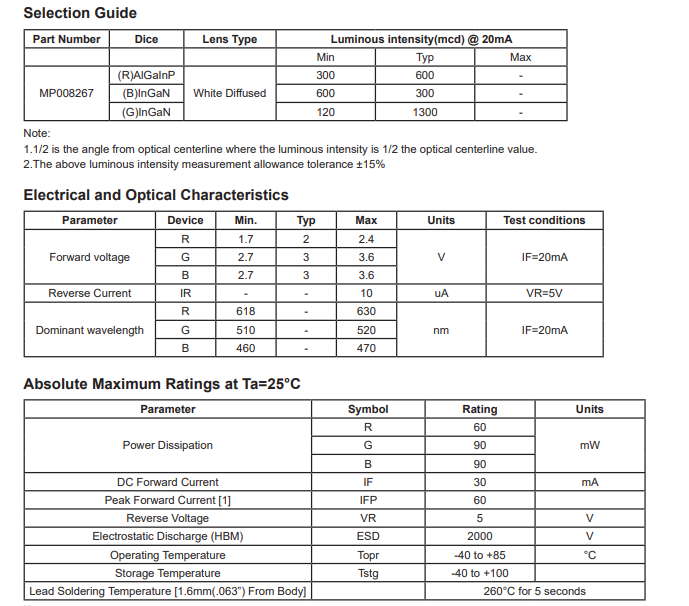 Selection Guide
Part Number Dice Lens Type Luminous intensity(mcd) @ 20mA
Min Typ Max
MP008267 (R)AlGaInP White Diffused 300 600 -
(B)InGaN 600 300 -
(G)InGaN 120 1300 -
Note:
1.1/2 is the angle from optical centerline where the luminous intensity is 1/2 the optical centerline value.
2.The above luminous intensity measurement allowance tolerance ±15%
Electrical and Optical Characteristics
Parameter Device Min. Typ Max Units Test conditions
Forward voltage R 1.7 2 2.4 V IF=20mA
G 2.7 3 3.6
B 2.7 3 3.6
Reverse Current IR - - 10 uA VR=5V
Dominant wavelength R 618 - 630 nm IF=20mA
G 510 - 520
B 460 - 470
Absolute Maximum Ratings at Ta=25°C
Parameter Symbol Rating Units
Power Dissipation R 60 mW
G 90
B 90
DC Forward Current IF 30 mA
Peak Forward Current [1] IFP 60
Reverse Voltage VR 5 V
Electrostatic Discharge (HBM) ESD 2000 V
Operating Temperature Topr -40 to +85 °C
Storage Temperature Tstg -40 to +100
Lead Soldering Temperature [1.6mm(.063") From Body] 260°C for 5 seconds